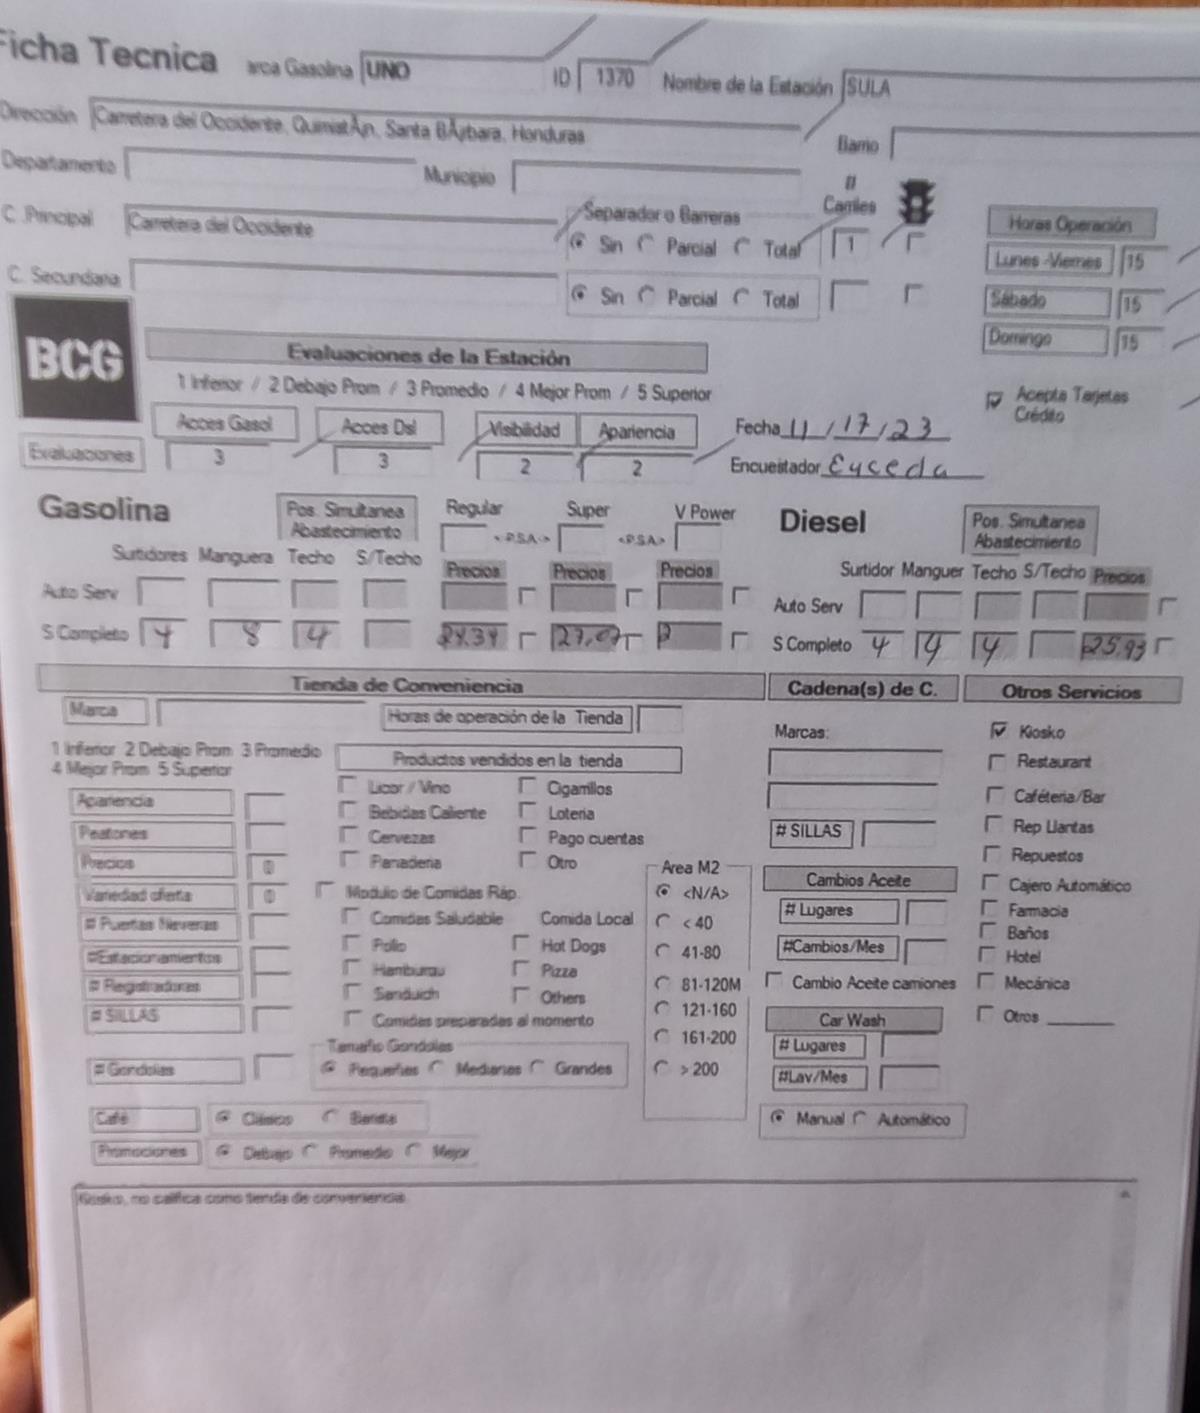 Ficha Tecnica arca Gasolina UNO ID 1370 Nombre de la Estación SULA
Dirección Carretera del Occidente, QuimistÃ¡n, Santa BÃ¡rbara, Honduras Barrio
Departamento Municipio
# Carriles
C .Principal Carretera del Occidente Separador o Barreras Sin Parcial Total 1
C. Secundaria Sin Parcial Total
Horas Operación
Lunes -Viernes 15
Sábado 15
Domingo 15
BCG
Evaluaciones de la Estación
1 Inferior / 2 Debajo Prom / 3 Promedio / 4 Mejor Prom / 5 Superior
Acepta Tarjetas Crédito
Acces Gasol Acces Dsl Visibilidad Apariencia Fecha 11/17/23
Evaluaciones 3 3 2 2 Encuestador Euceda
Gasolina Pos. Simultanea Abastecimiento Regular Super V Power
<-P.S.A-> <P.S.A>
Surtidores Manguera Techo S/Techo Precios Precios Precios
Auto Serv
S Completo 4 8 4 24.34 27.07
Diesel Pos. Simultanea Abastecimiento
Surtidor Manguer Techo S/Techo Precios
Auto Serv
S Completo 4 4 4 25.93
Tienda de Conveniencia
Marca Horas de operación de la Tienda
1 Inferior 2 Debajo Prom 3 Promedio
4 Mejor Prom 5 Superior
Apariencia
Peatones
Precios 0
Variedad oferta 0
# Puertas Neveras
#Estacionamientos
# Registradoras
# SILLAS
# Gondolas
Productos vendidos en la tienda
Licor / Vino Cigarrillos
Bebidas Caliente Loteria
Cervezas Pago cuentas
Panaderia Otro
Modulo de Comidas Ráp.
Comidas Saludable Comida Local
Pollo Hot Dogs
Hamburgu Pizza
Sanduich Others
Comidas preparadas al momento
Tamaño Gondolas
Pequeñas Medianas Grandes
Area M2
<N/A>
< 40
41-80
81-120M
121-160
161-200
> 200
Café Clásico Barista
Promociones Debajo Promedio Mejor
Cadena(s) de C.
Marcas:
# SILLAS
Cambios Aceite
# Lugares
#Cambios/Mes
Cambio Aceite camiones
Car Wash
# Lugares
#Lav/Mes
Manual Automático
Otros Servicios
Kiosko
Restaurant
Caféteria/Bar
Rep Llantas
Repuestos
Cajero Automático
Farmacia
Baños
Hotel
Mecánica
Otros
Kiosko, no califica como tienda de conveniencia